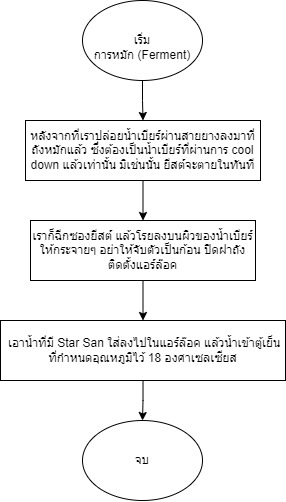 เริ่ม
การหมัก (Ferment)
หลังจากที่เราปล่อยน้ำเบียร์ผ่านสายยางลงมาที่
ถังหมักแล้ว ซึ่งต้องเป็นน้ำเบียร์ที่ผ่านการ cool
down แล้วเท่านั้น มิเช่นนั้น ยีสต์จะตายในทันที
เราก็ฉีกซองยีสต์ แล้วโรยลงบนผิวของน้ำเบียร์
ให้กระจายๆ อย่าให้จับตัวเป็นก้อน ปิดฝาถัง
ติดตั้งแอร์ล๊อค
เอาน้ำที่มี Star San ใส่ลงไปในแอร์ล๊อค แล้วนำเข้าตู้เย็น
ที่กำหนดอุณหภูมิไว้ 18 องศาเซลเซียส
จบ